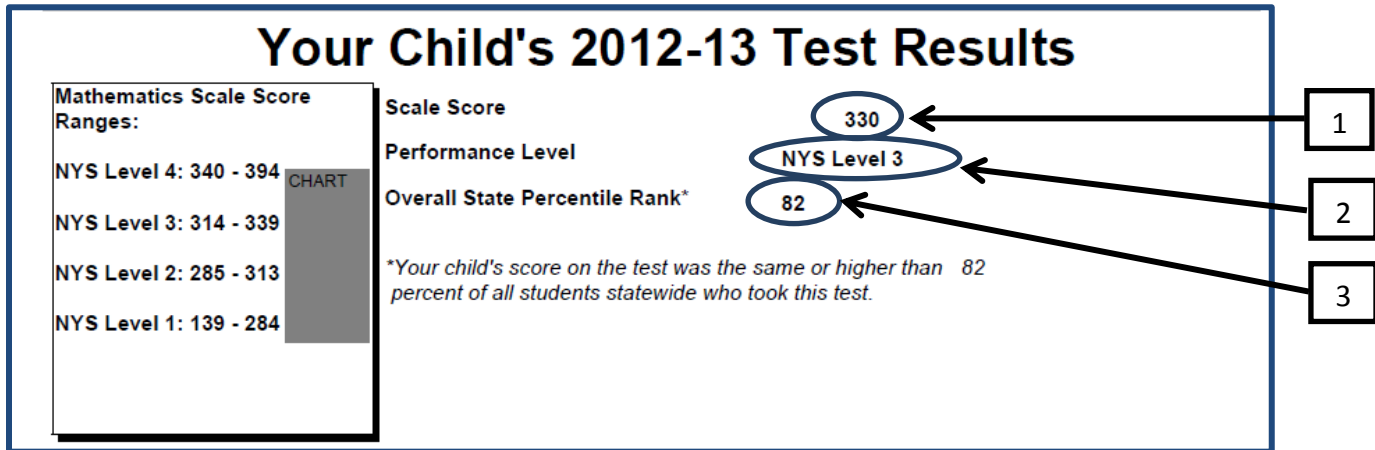 Your Child's 2012-13 Test Results
Mathematics Scale Score
Ranges:
NYS Level 4: 340 - 394
CHART
NYS Level 3: 314 - 339
NYS Level 2: 285 - 313
NYS Level 1: 139 - 284
Scale Score 330
Performance Level NYS Level 3
Overall State Percentile Rank* 82
*Your child's score on the test was the same or higher than 82
percent of all students statewide who took this test.
1
2
3